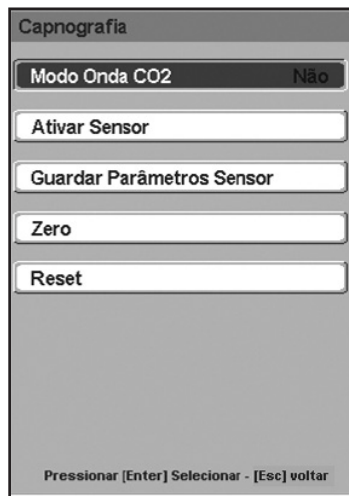 Capnografia
Modo Onda CO2 Não
Ativar Sensor
Guardar Parâmetros Sensor
Zero
Reset
Pressionar [Enter] Selecionar - [Esc] voltar